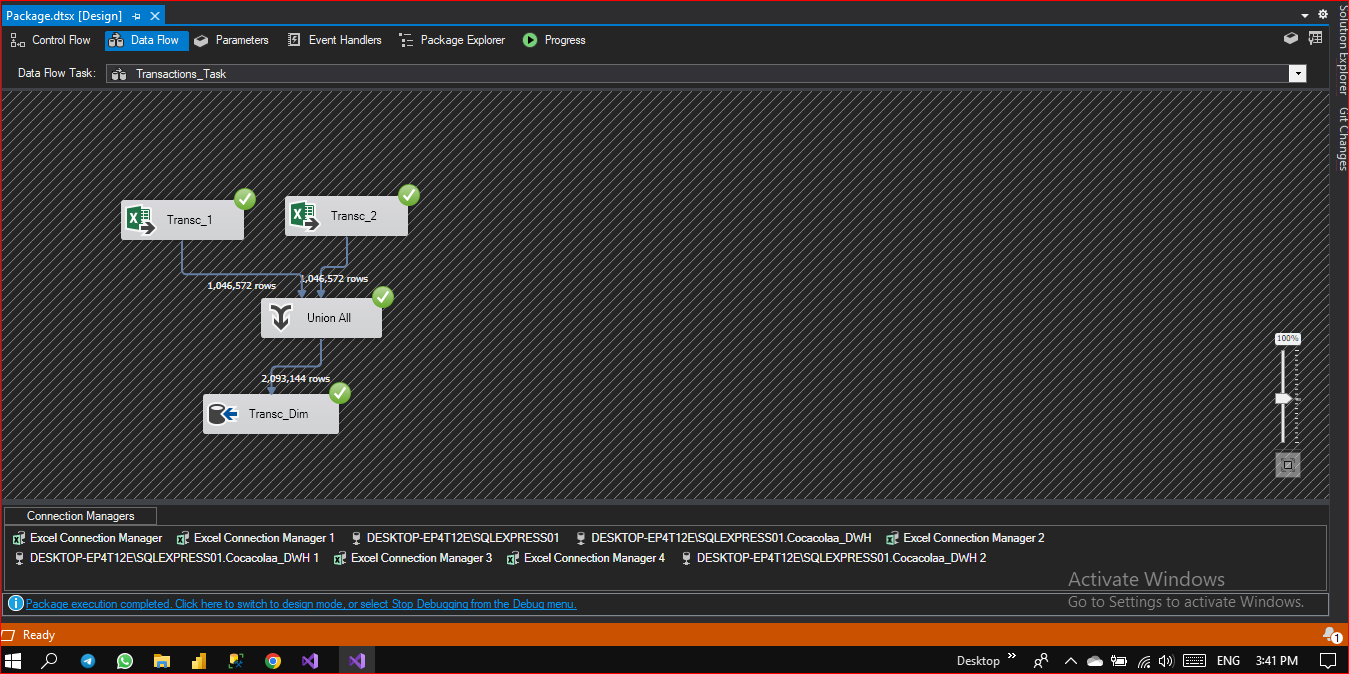 Package.dtsx [Design]
Control Flow Data Flow Parameters Event Handlers Package Explorer Progress
Data Flow Task: Transactions_Task
Solution Explorer
Git Changes
Transc_1
Transc_2
1,046,572 rows
1,046,572 rows
Union All
2,093,144 rows
Transc_Dim
100%
Connection Managers
Excel Connection Manager Excel Connection Manager 1 DESKTOP-EP4T12E\SQLEXPRESS01 DESKTOP-EP4T12E\SQLEXPRESS01.Cocacolaa_DWH Excel Connection Manager 2
DESKTOP-EP4T12E\SQLEXPRESS01.Cocacolaa_DWH 1 Excel Connection Manager 3 Excel Connection Manager 4 DESKTOP-EP4T12E\SQLEXPRESS01.Cocacolaa_DWH 2
Activate Windows
Go to Settings to activate Windows.
Package execution completed. Click here to switch to design mode, or select Stop Debugging from the Debug menu.
Ready
1
Desktop ENG 3:41 PM